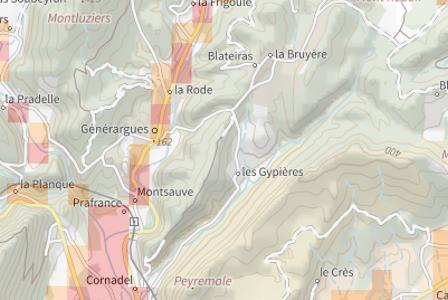 la Frigoule
Montluziers
Blateiras
la Bruyère
la Rode
la Pradelle
Générargues
162
400
les Gypières
la Planque
Montsauve
Prafrance
le Crès
Cornadel
Peyremale